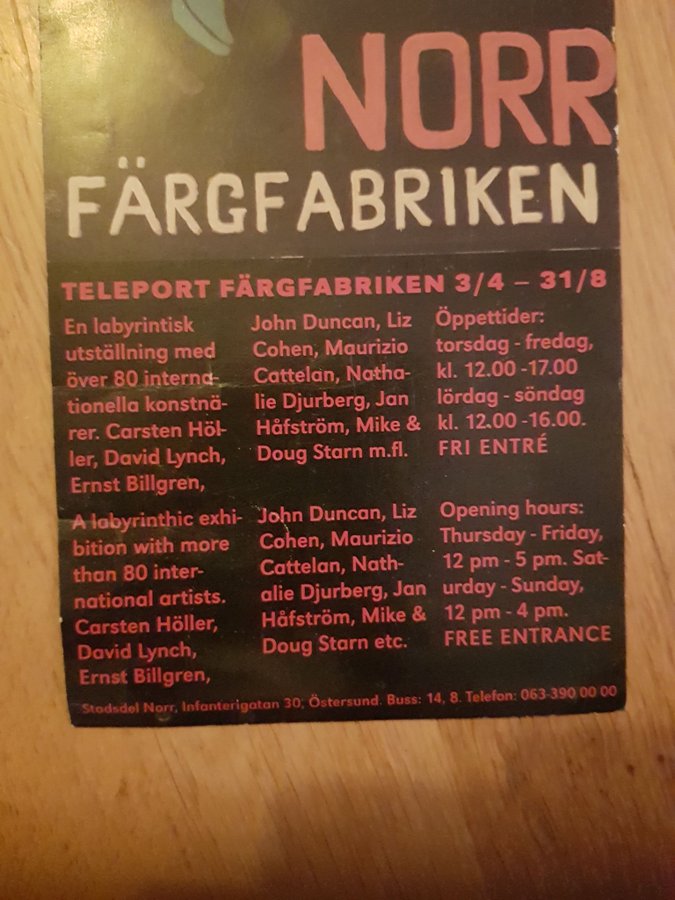 NORR
FÄRGFABRIKEN
TELEPORT FÄRGFABRIKEN 3/4 – 31/8
En labyrintisk
utställning med
över 80 interna-
tionella konstnä-
rer. Carsten Höl-
ler, David Lynch,
Ernst Billgren,
John Duncan, Liz
Cohen, Maurizio
Cattelan, Natha-
lie Djurberg, Jan
Håfström, Mike &
Doug Starn m.fl.
Öppettider:
torsdag - fredag,
kl. 12.00 -17.00
lördag - söndag
kl. 12.00 -16.00.
FRI ENTRÉ
A labyrinthic exhi-
bition with more
than 80 inter-
national artists.
Carsten Höller,
David Lynch,
Ernst Billgren,
John Duncan, Liz
Cohen, Maurizio
Cattelan, Nath-
alie Djurberg, Jan
Håfström, Mike &
Doug Starn etc.
Opening hours:
Thursday - Friday,
12 pm - 5 pm. Sat-
urday - Sunday,
12 pm - 4 pm.
FREE ENTRANCE
Stadsdel Norr, Infanterigatan 30, Östersund. Buss: 14, 8. Telefon: 063-390 00 00